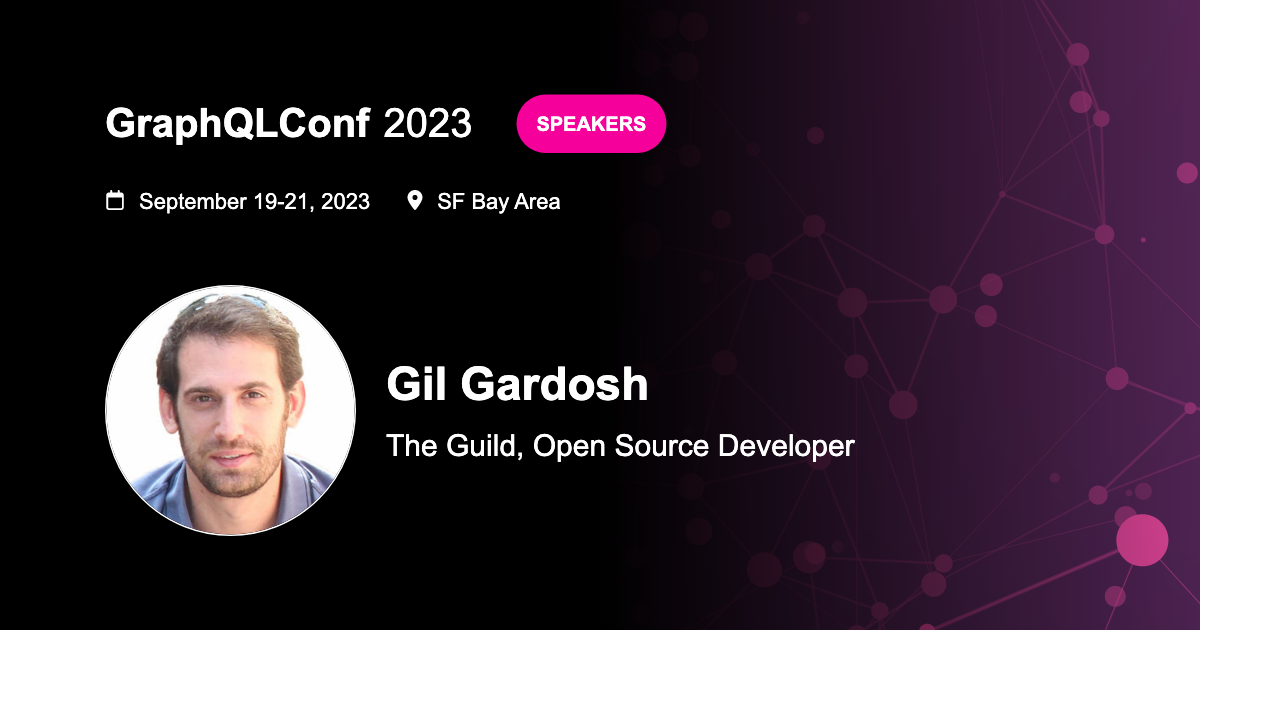 GraphQLConf 2023 SPEAKERS
September 19-21, 2023 SF Bay Area
Gil Gardosh
The Guild, Open Source Developer